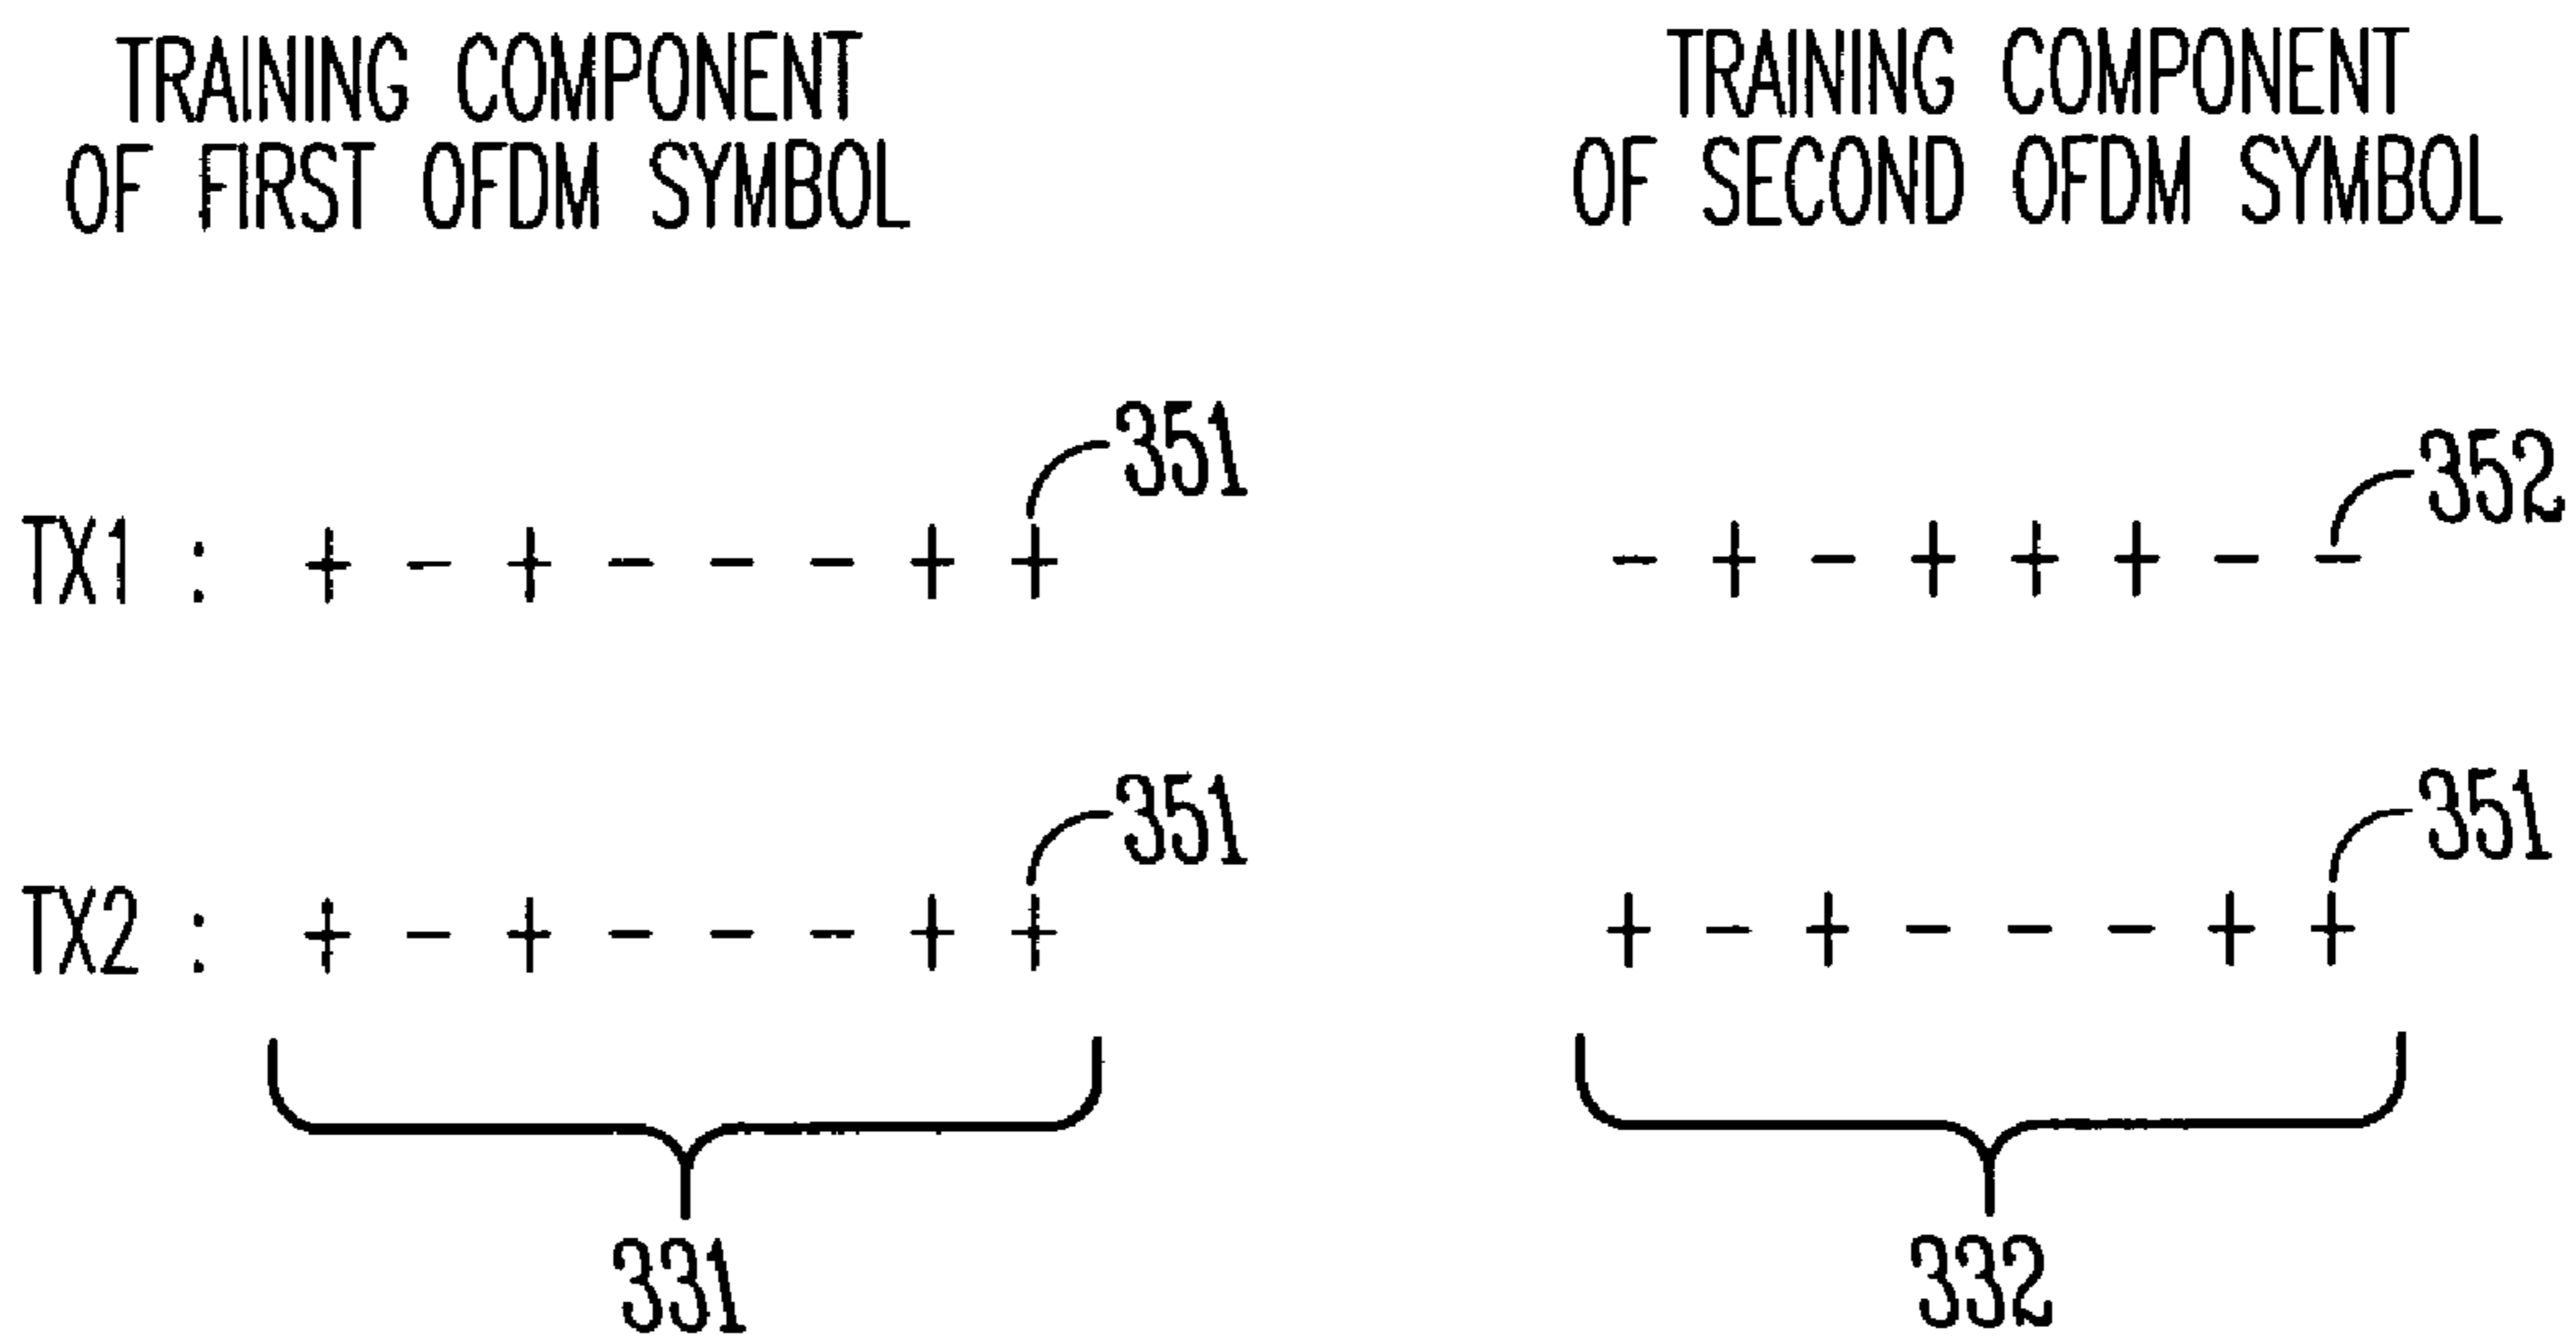 TRAINING COMPONENT
OF FIRST OFDM SYMBOL
TRAINING COMPONENT
OF SECOND OFDM SYMBOL
351
352
TX1 : + - + - - - + +
- + - + + + - -
351
351
TX2 : + - + - - - + +
+ - + - - - + +
331
332